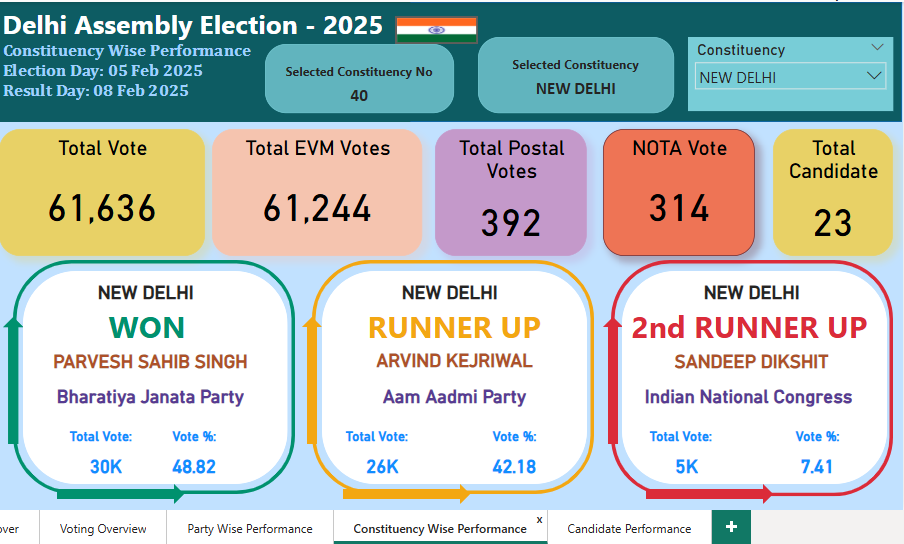 Delhi Assembly Election - 2025
Constituency Wise Performance
Election Day: 05 Feb 2025
Result Day: 08 Feb 2025
Selected Constituency No
40
Selected Constituency
NEW DELHI
Constituency
NEW DELHI
Total Vote
61,636
Total EVM Votes
61,244
Total Postal
Votes
392
NOTA Vote
314
Total
Candidate
23
NEW DELHI
WON
PARVESH SAHIB SINGH
Bharatiya Janata Party
Total Vote: Vote %:
30K 48.82
NEW DELHI
RUNNER UP
ARVIND KEJRIWAL
Aam Aadmi Party
Total Vote: Vote %:
26K 42.18
NEW DELHI
2nd RUNNER UP
SANDEEP DIKSHIT
Indian National Congress
Total Vote: Vote %:
5K 7.41
over Voting Overview Party Wise Performance Constituency Wise Performance x Candidate Performance +